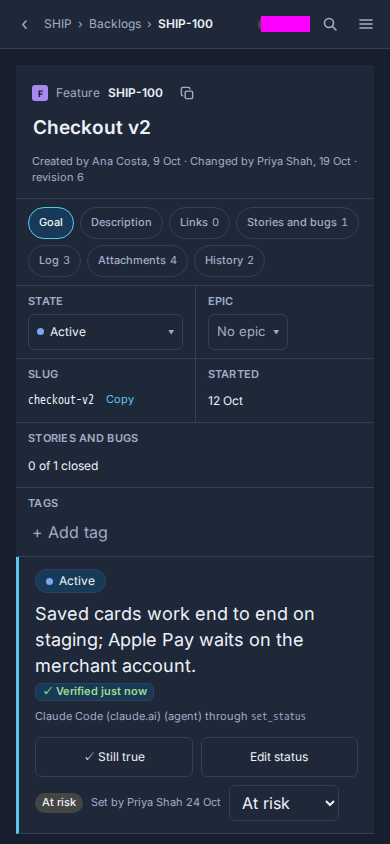 SHIP › Backlogs › SHIP-100
F Feature SHIP-100
Checkout v2
Created by Ana Costa, 9 Oct · Changed by Priya Shah, 19 Oct ·
revision 6
Goal Description Links 0 Stories and bugs 1
Log 3 Attachments 4 History 2
STATE EPIC
Active No epic
SLUG STARTED
checkout-v2 Copy 12 Oct
STORIES AND BUGS
0 of 1 closed
TAGS
+ Add tag
Active
Saved cards work end to end on
staging; Apple Pay waits on the
merchant account.
✓ Verified just now
Claude Code (claude.ai) (agent) through set_status
✓ Still true Edit status
At risk Set by Priya Shah 24 Oct At risk